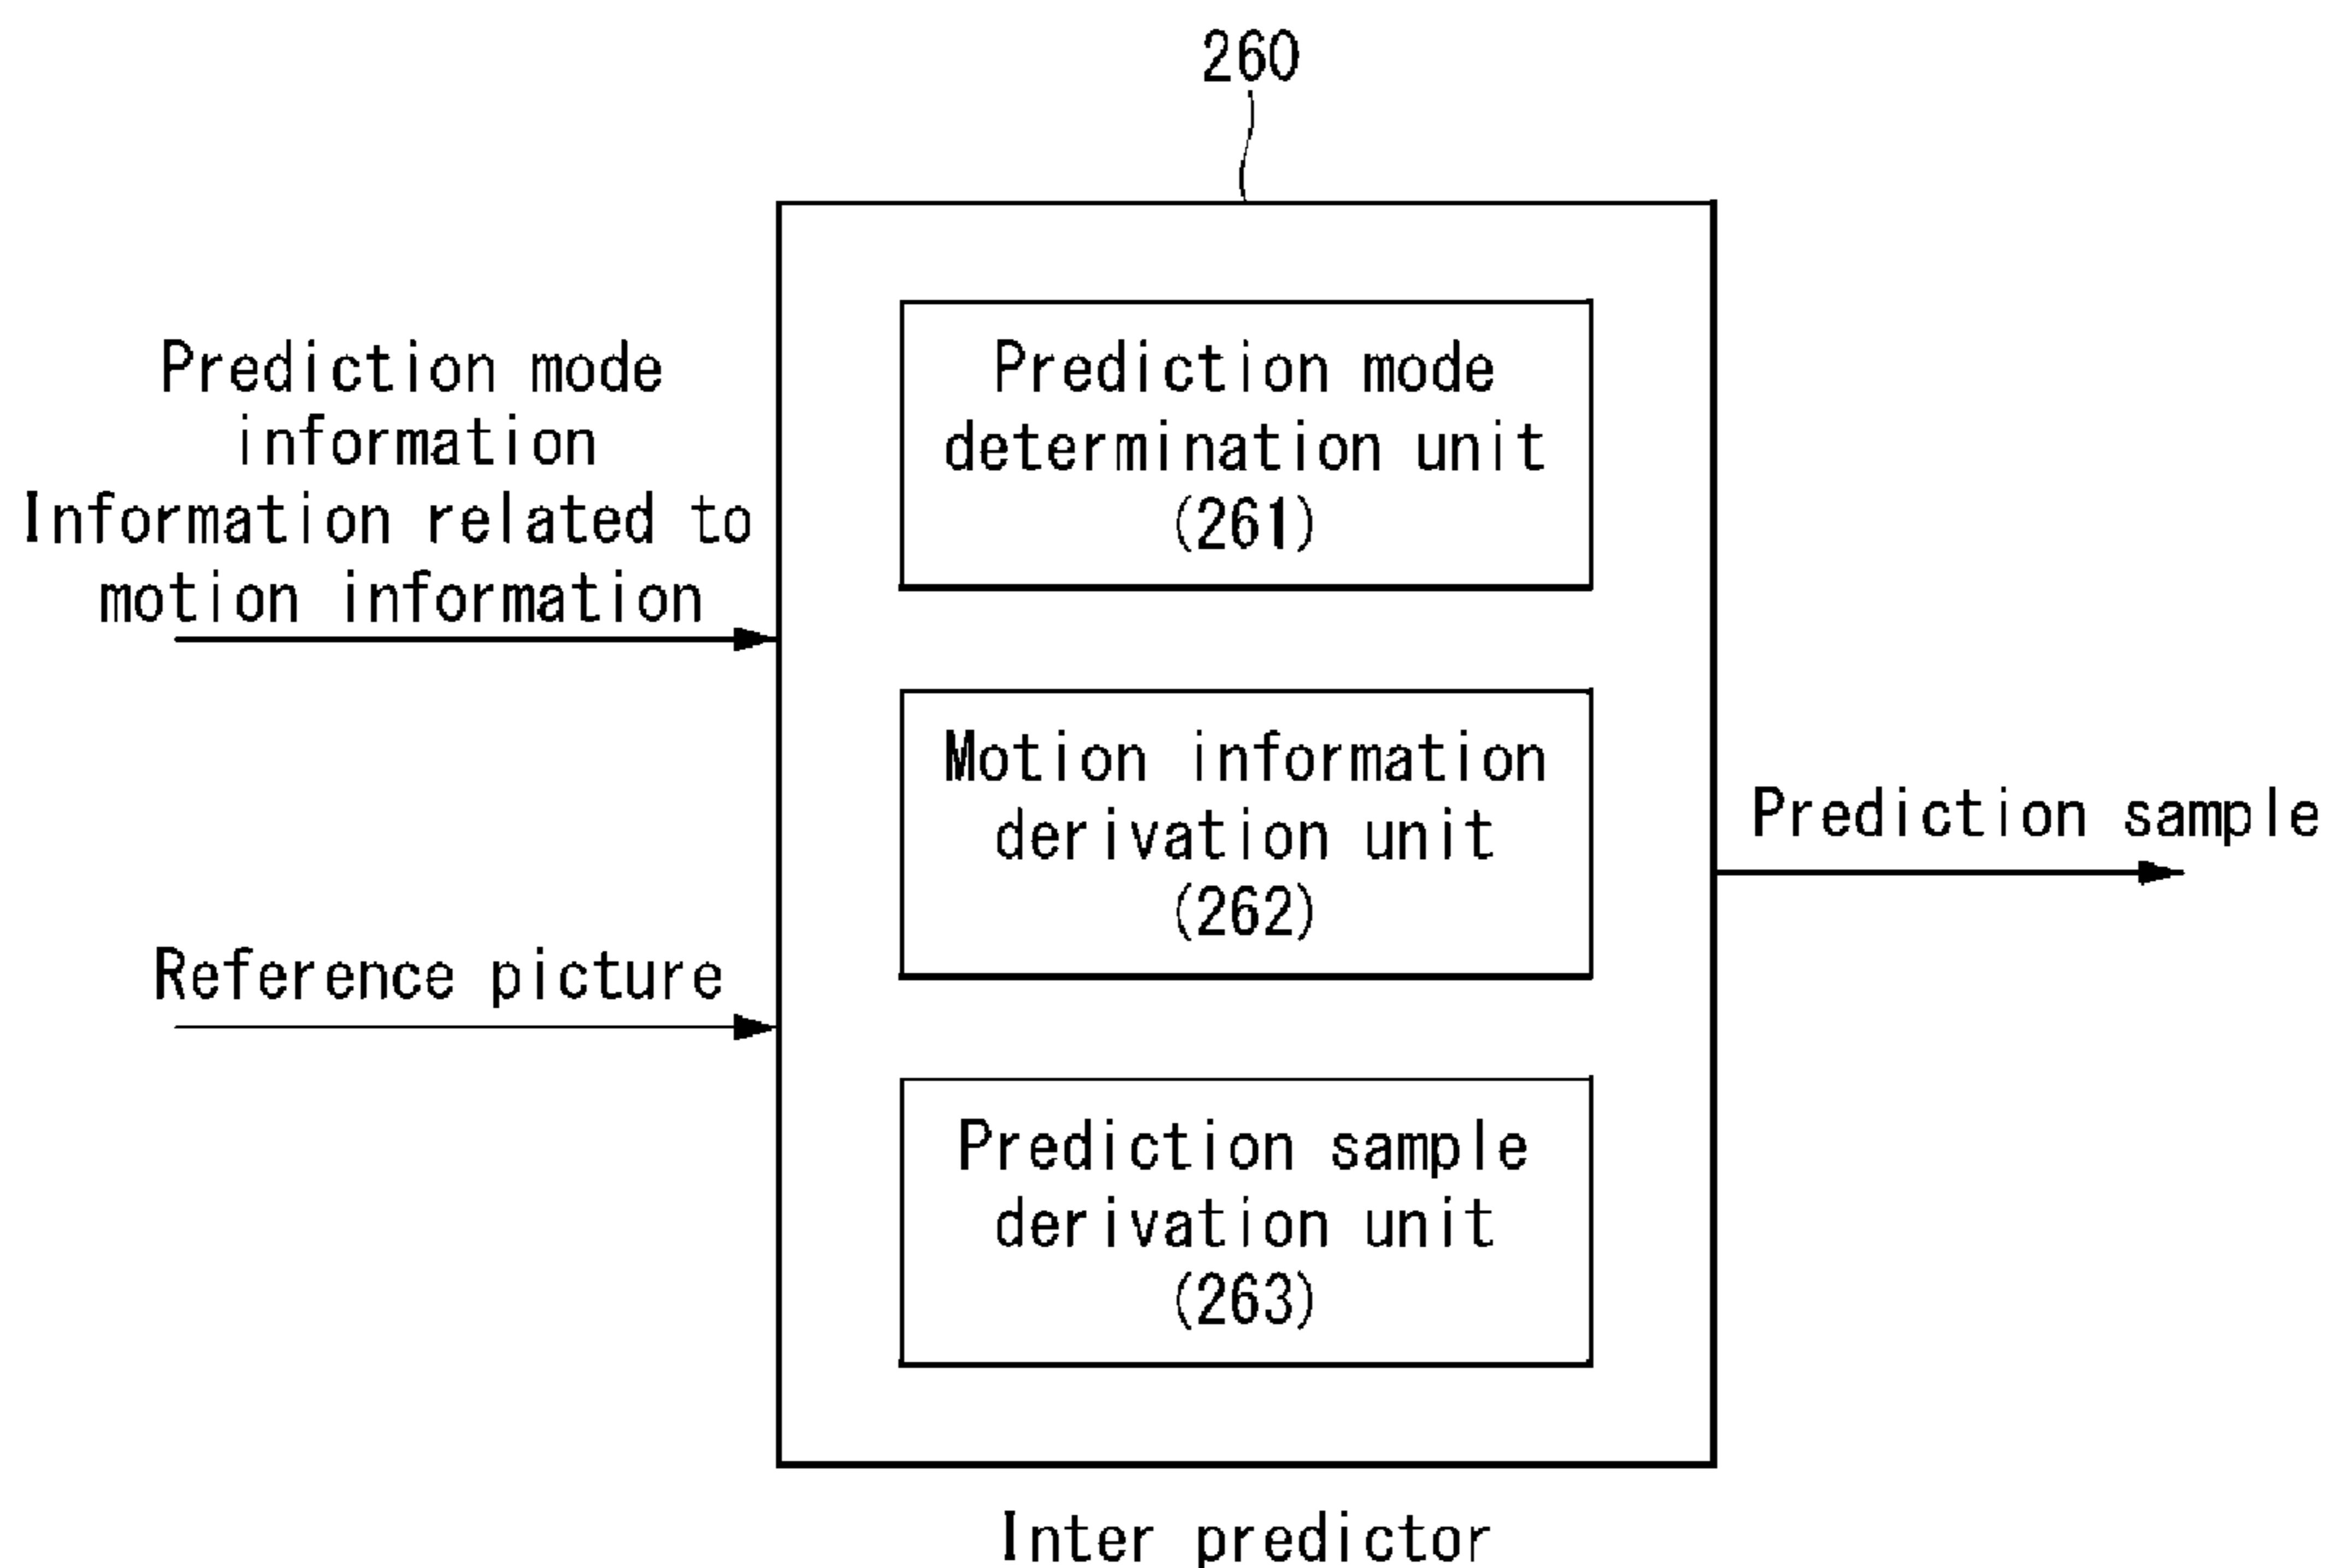 260
Prediction mode
information
Information related to
motion information
Reference picture
Prediction mode
determination unit
(261)
Motion information
derivation unit
(262)
Prediction sample
derivation unit
(263)
Prediction sample
Inter predictor